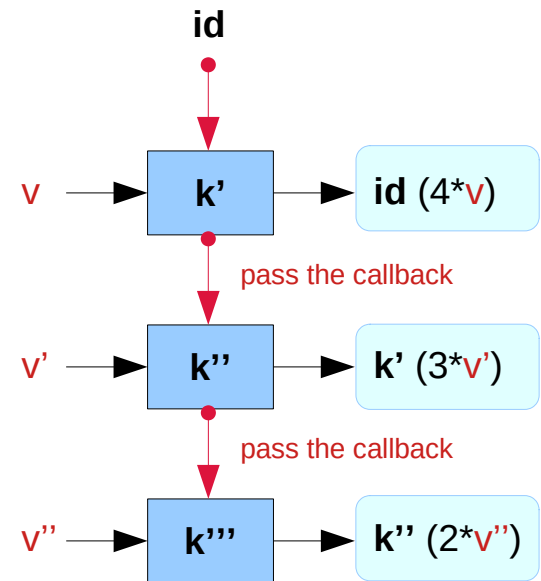 id
v k’ id (4*v)
pass the callback
v’ k’’ k’ (3*v’)
pass the callback
v’’ k’’’ k’’ (2*v’’)